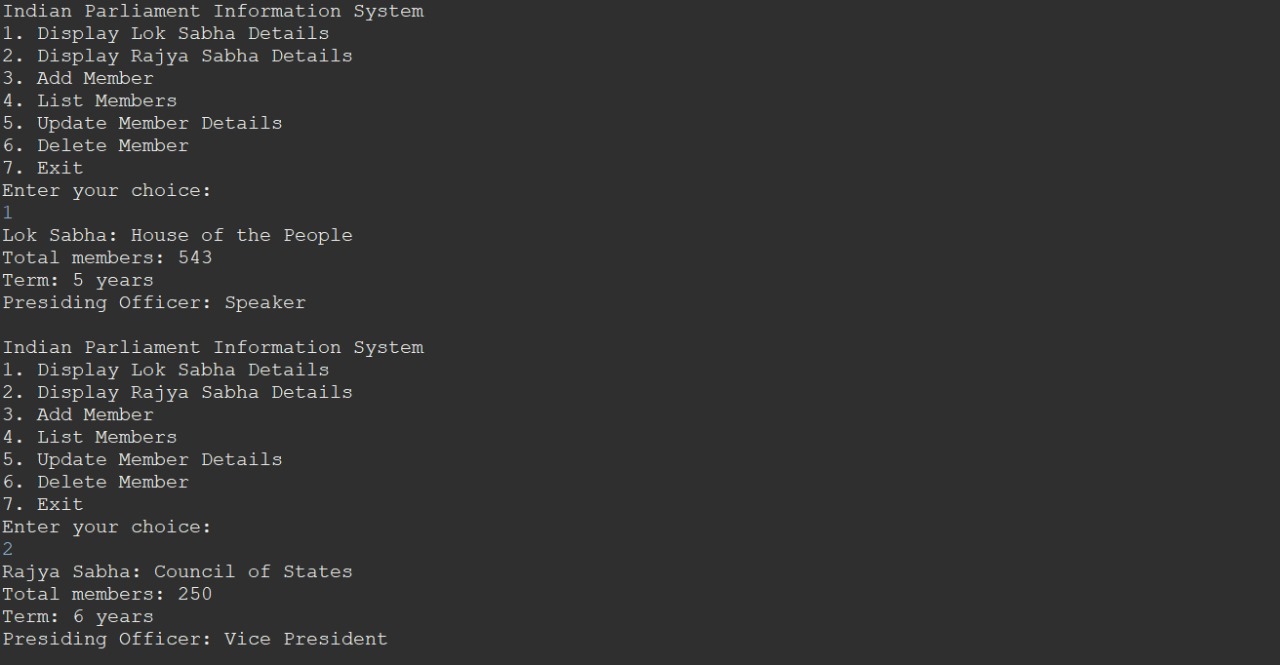 Indian Parliament Information System
1. Display Lok Sabha Details
2. Display Rajya Sabha Details
3. Add Member
4. List Members
5. Update Member Details
6. Delete Member
7. Exit
Enter your choice:
1
Lok Sabha: House of the People
Total members: 543
Term: 5 years
Presiding Officer: Speaker
Indian Parliament Information System
1. Display Lok Sabha Details
2. Display Rajya Sabha Details
3. Add Member
4. List Members
5. Update Member Details
6. Delete Member
7. Exit
Enter your choice:
2
Rajya Sabha: Council of States
Total members: 250
Term: 6 years
Presiding Officer: Vice President